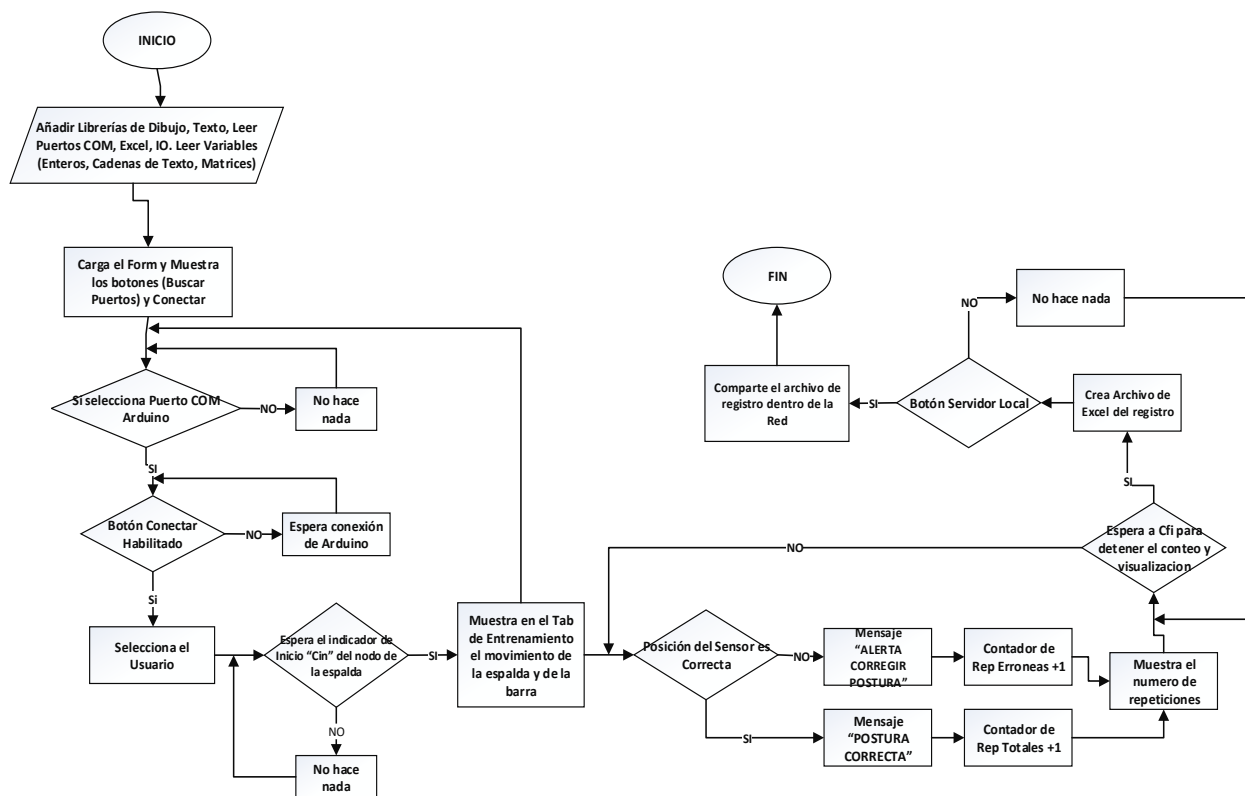 INICIO
Añadir Librerías de Dibujo, Texto, Leer
Puertos COM, Excel, IO. Leer Variables
(Enteros, Cadenas de Texto, Matrices)
Carga el Form y Muestra
los botones (Buscar
Puertos) y Conectar
Si selecciona Puerto COM
Arduino
NO
No hace
nada
SI
Botón Conectar
Habilitado
NO
Espera conexión
de Arduino
Si
Selecciona el
Usuario
Espera el indicador de
Inicio “Cin” del nodo de
la espalda
NO
No hace
nada
SI
Muestra en el Tab
de Entrenamiento
el movimiento de
la espalda y de la
barra
Posición del Sensor es
Correcta
NO
Mensaje
“ALERTA
CORREGIR
POSTURA”
Contador de
Rep Erroneas +1
SI
Mensaje
“POSTURA
CORRECTA”
Contador de
Rep Totales +1
Muestra el
numero de
repeticiones
Espera a Cfi para
detener el conteo y
visualizacion
NO
SI
Crea Archivo de
Excel del registro
Botón Servidor Local
NO
No hace nada
SI
Comparte el archivo de
registro dentro de la
Red
FIN